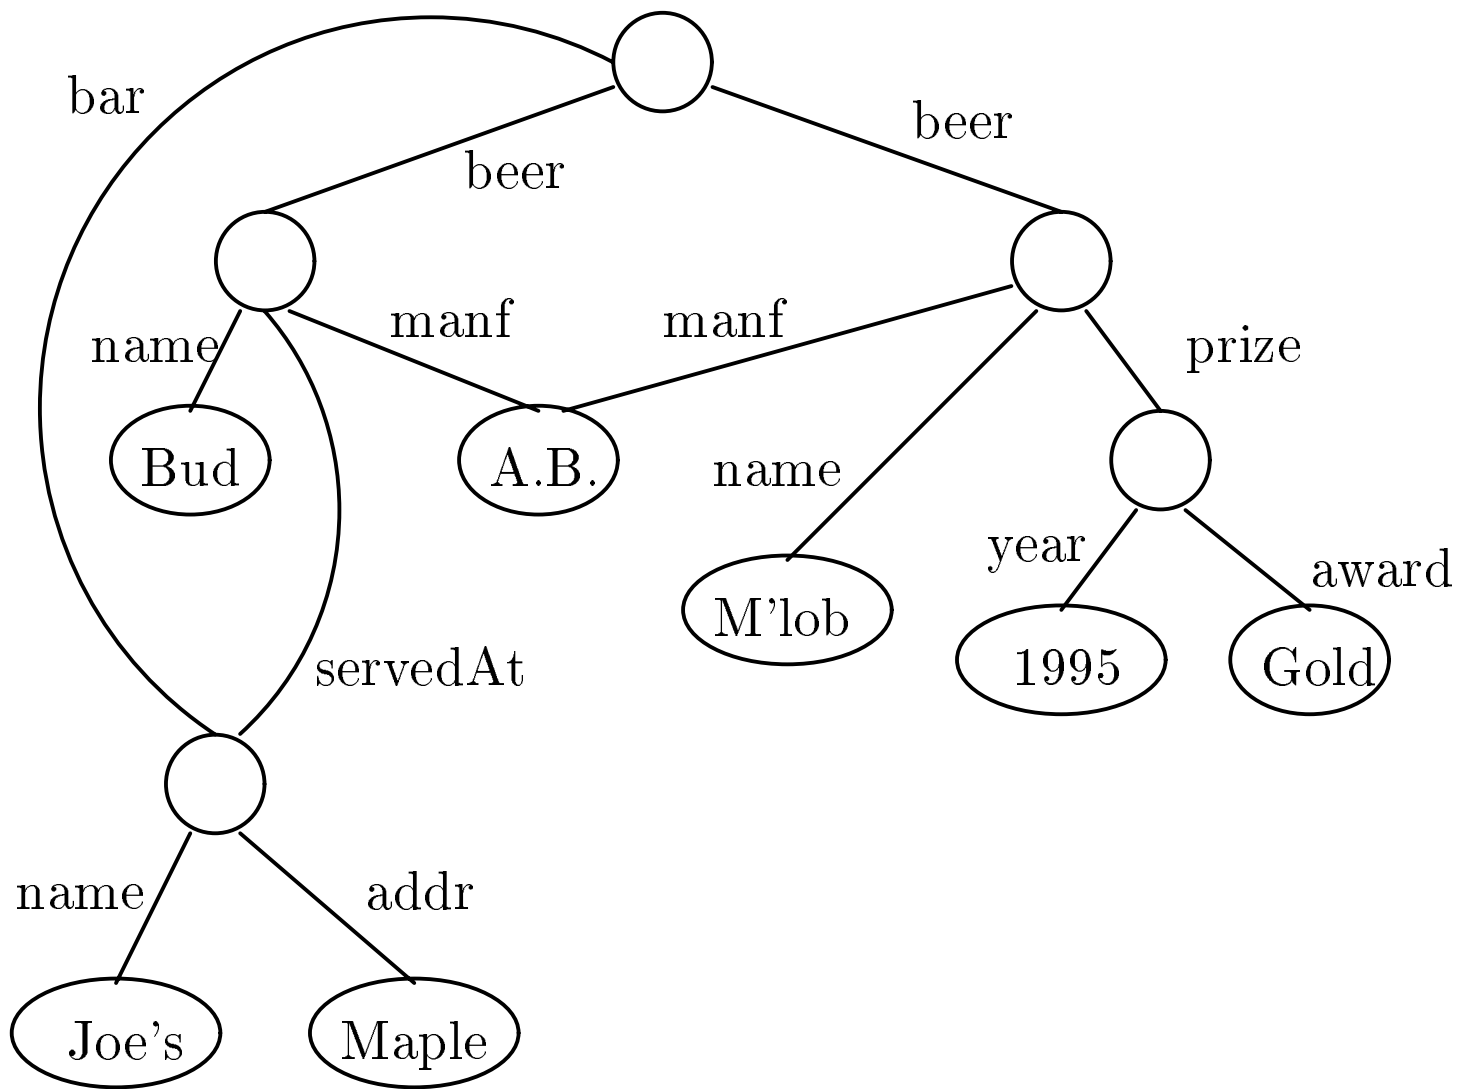 bar
beer
beer
name
manf
manf
prize
Bud
A.B.
name
year
award
M'lob
1995
Gold
servedAt
name
addr
Joe's
Maple